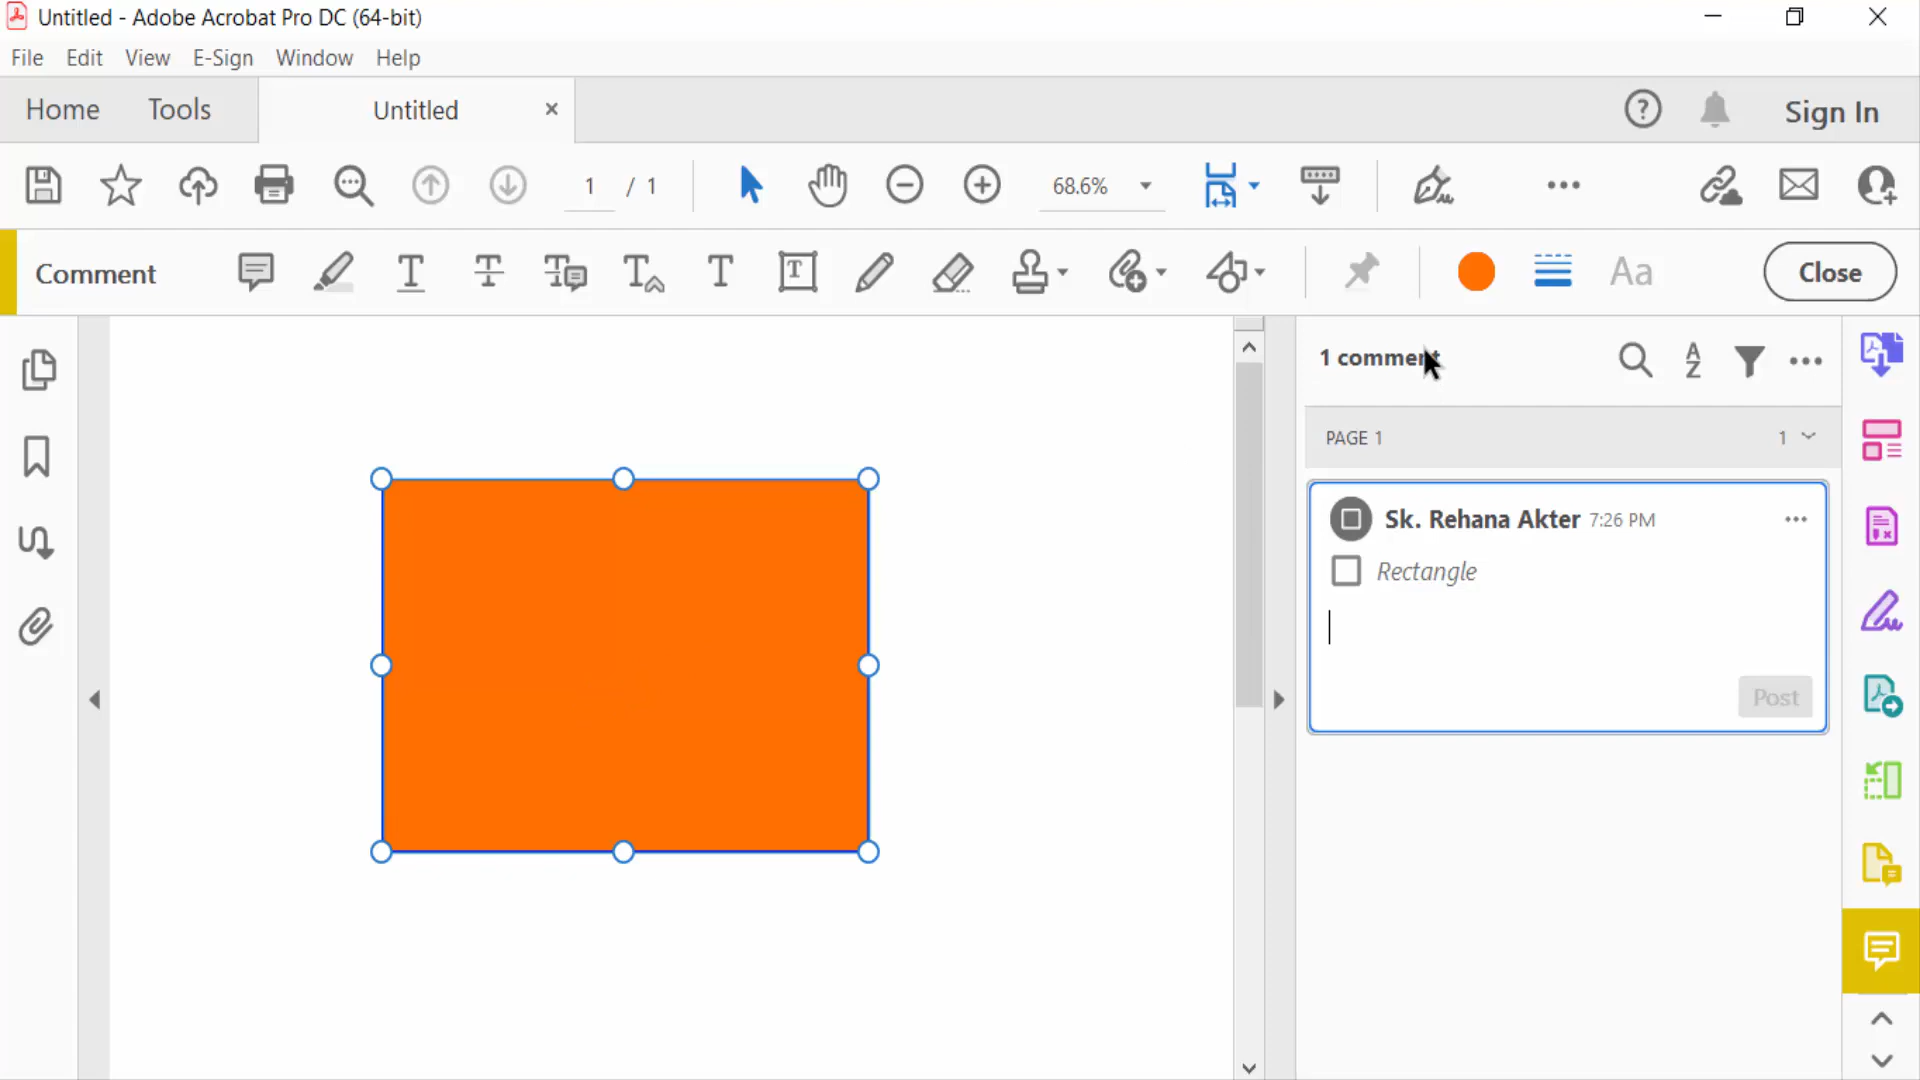 Untitled - Adobe Acrobat Pro DC (64-bit)
File Edit View E-Sign Window Help
Home Tools Untitled × Sign In
1 / 1 68.6%
Comment Aa Close
1 comment
PAGE 1 1
Sk. Rehana Akter 7:26 PM
Rectangle
Post